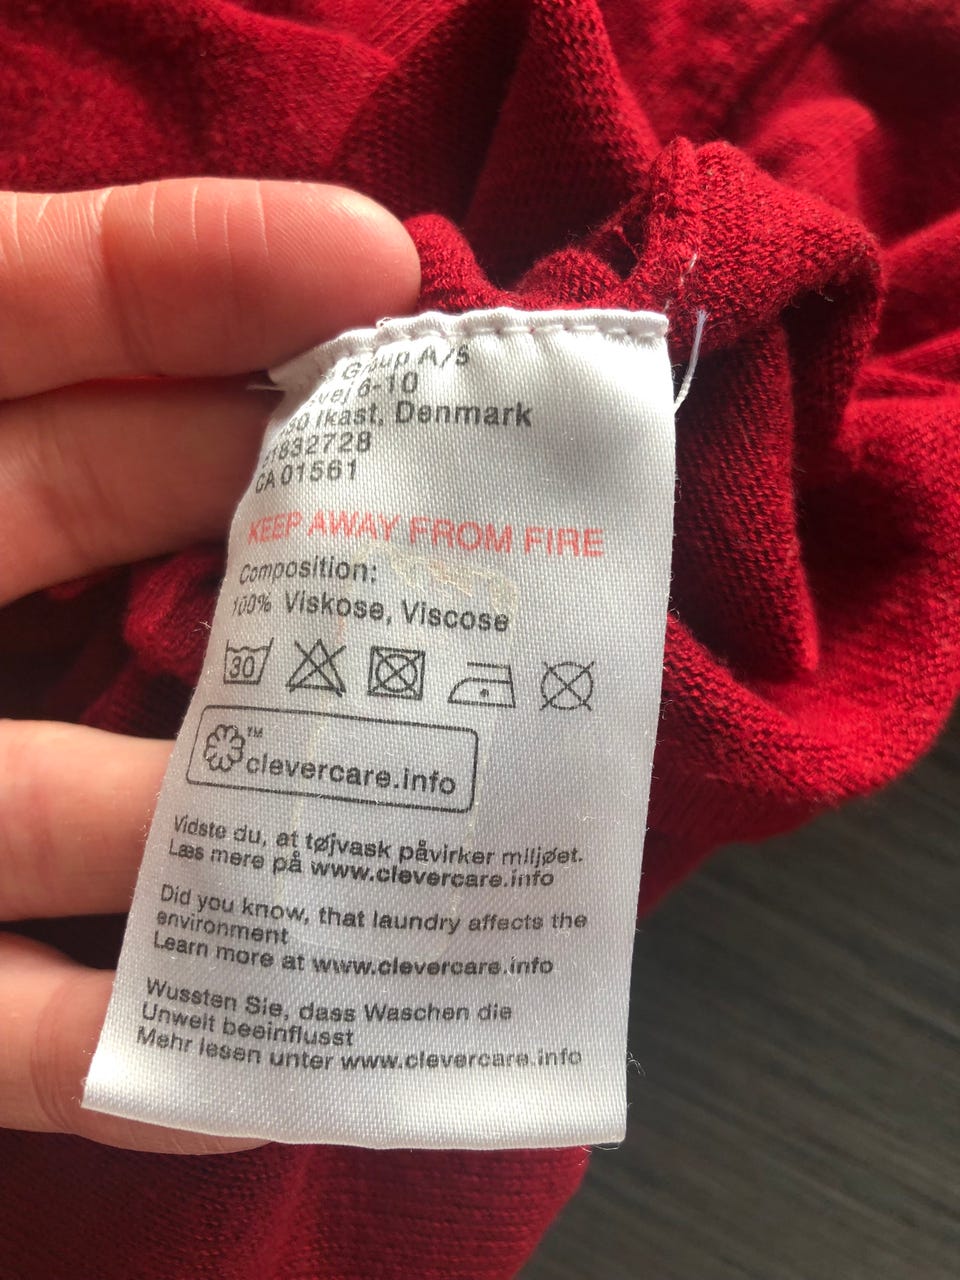 Group A/S
6-10
Ikast, Denmark
CA 01561
KEEP AWAY FROM FIRE
Composition:
100% Viskose, Viscose
30
™
clevercare.info
Vidste du, at tøjvask påvirker miljøet.
Læs mere på www.clevercare.info
Did you know, that laundry affects the
environment
Learn more at www.clevercare.info
Wussten Sie, dass Waschen die
Unwelt beeinflusst
Mehr lesen unter www.clevercare.info